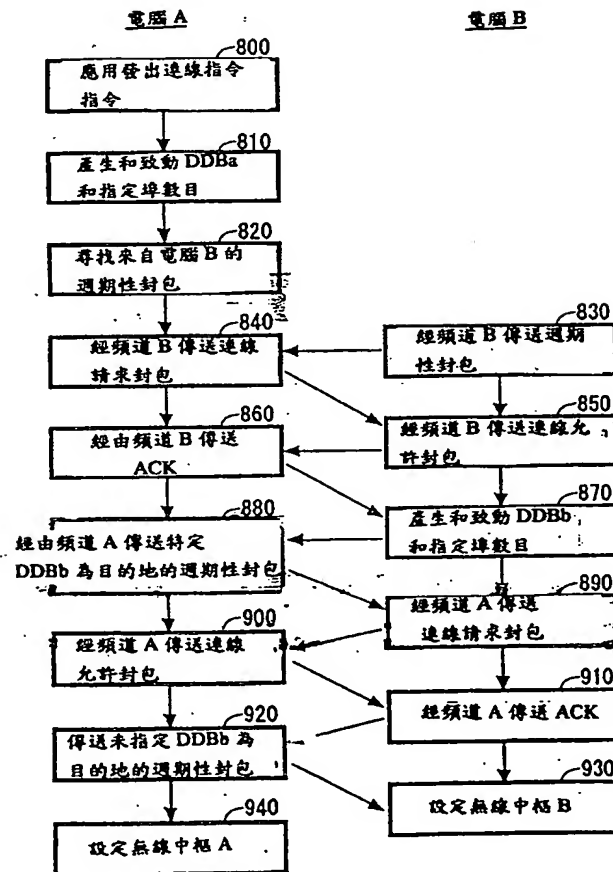 電腦 A
電腦 B
800
應用發出連線指令
指令
810
產生和致動 DDBa
和指定埠數目
820
尋找來自電腦 B 的
週期性封包
830
經頻道 B 傳送週期
性封包
840
經頻道 B 傳送連線
請求封包
850
經頻道 B 傳送連線允
許封包
860
經由頻道 B 傳送
ACK
870
產生和致動 DDBb
和指定埠數目
880
經由頻道 A 傳送特定
DDBb 為目的地的週期性封包
890
經頻道 A 傳送
連線請求封包
900
經頻道 A 傳送連線
允許封包
910
經頻道 A 傳送 ACK
920
傳送未指定 DDBb 為
目的地的週期性封包
930
設定無線中樞 B
940
設定無線中樞 A